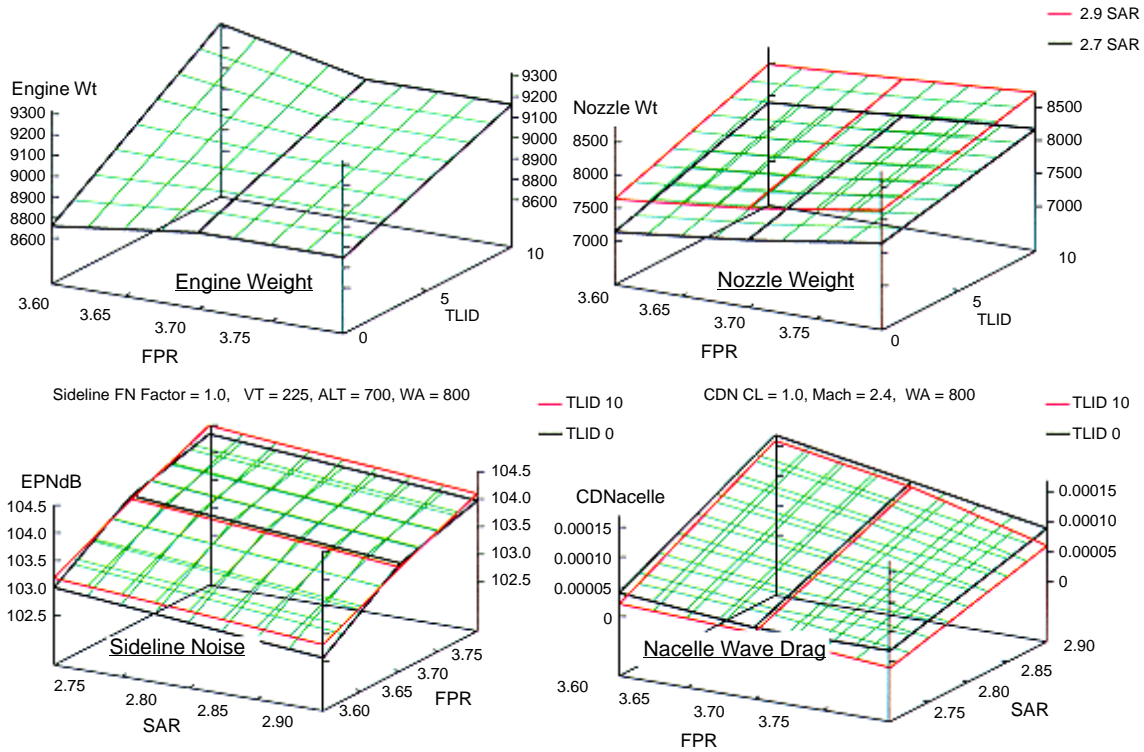 2.9 SAR
2.7 SAR
Engine Wt
9300
9200
9100
9000
8900
8800
8600
9300
9200
9100
9000
8900
8800
8600
Engine Weight
10
5
TLID
0
3.60
3.65
3.70
3.75
FPR
Nozzle Wt
8500
8000
7500
7000
8500
8000
7500
7000
Nozzle Weight
10
5
TLID
0
3.60
3.65
3.70
3.75
FPR
Sideline FN Factor = 1.0, VT = 225, ALT = 700, WA = 800
TLID 10
TLID 0
EPNdB
104.5
104.0
103.5
103.0
102.5
104.5
104.0
103.5
103.0
102.5
Sideline Noise
2.75
2.80
2.85
2.90
SAR
3.60
3.65
3.70
3.75
FPR
CDN CL = 1.0, Mach = 2.4, WA = 800
TLID 10
TLID 0
CDNacelle
0.00015
0.00010
0.00005
0
0.00015
0.00010
0.00005
0
Nacelle Wave Drag
3.60
3.65
3.70
3.75
FPR
2.75
2.80
2.85
2.90
SAR